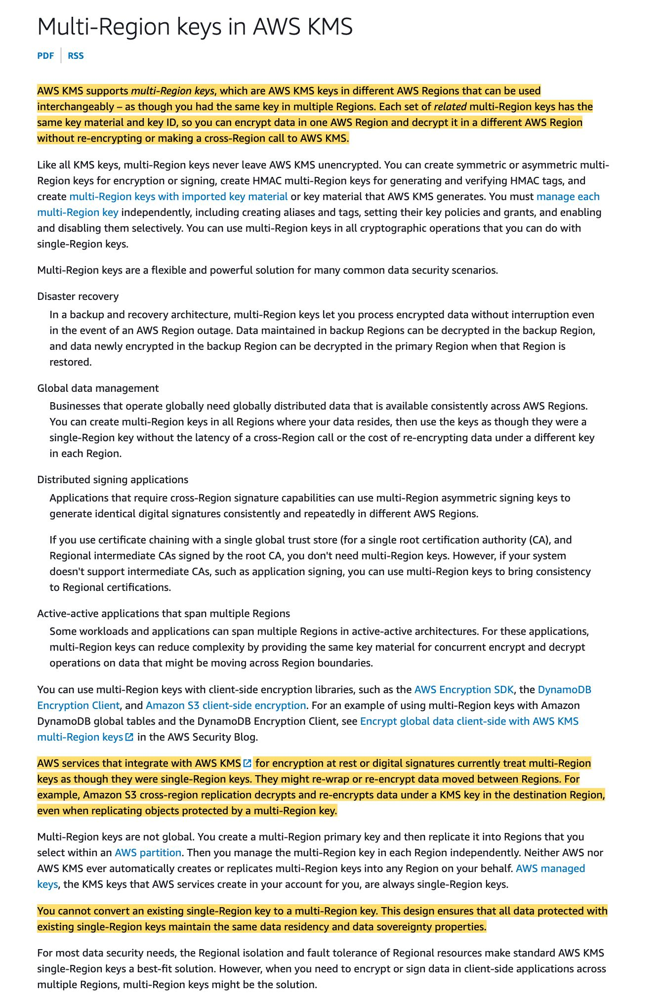 Multi-Region keys in AWS KMS
PDF
RSS
AWS KMS supports multi-Region keys, which are AWS KMS keys in different AWS Regions that can be used
interchangeably – as though you had the same key in multiple Regions. Each set of related multi-Region keys has the
same key material and key ID, so you can encrypt data in one AWS Region and decrypt it in a different AWS Region
without re-encrypting or making a cross-Region call to AWS KMS.
Like all KMS keys, multi-Region keys never leave AWS KMS unencrypted. You can create symmetric or asymmetric multi-
Region keys for encryption or signing, create HMAC multi-Region keys for generating and verifying HMAC tags, and
create multi-Region keys with imported key material or key material that AWS KMS generates. You must manage each
multi-Region key independently, including creating aliases and tags, setting their key policies and grants, and enabling
and disabling them selectively. You can use multi-Region keys in all cryptographic operations that you can do with
single-Region keys.
Multi-Region keys are a flexible and powerful solution for many common data security scenarios.
Disaster recovery
In a backup and recovery architecture, multi-Region keys let you process encrypted data without interruption even
in the event of an AWS Region outage. Data maintained in backup Regions can be decrypted in the backup Region,
and data newly encrypted in the backup Region can be decrypted in the primary Region when that Region is
restored.
Global data management
Businesses that operate globally need globally distributed data that is available consistently across AWS Regions.
You can create multi-Region keys in all Regions where your data resides, then use the keys as though they were a
single-Region key without the latency of a cross-Region call or the cost of re-encrypting data under a different key
in each Region.
Distributed signing applications
Applications that require cross-Region signature capabilities can use multi-Region asymmetric signing keys to
generate identical digital signatures consistently and repeatedly in different AWS Regions.
If you use certificate chaining with a single global trust store (for a single root certification authority (CA), and
Regional intermediate CAs signed by the root CA, you don't need multi-Region keys. However, if your system
doesn't support intermediate CAs, such as application signing, you can use multi-Region keys to bring consistency
to Regional certifications.
Active-active applications that span multiple Regions
Some workloads and applications can span multiple Regions in active-active architectures. For these applications,
multi-Region keys can reduce complexity by providing the same key material for concurrent encrypt and decrypt
operations on data that might be moving across Region boundaries.
You can use multi-Region keys with client-side encryption libraries, such as the AWS Encryption SDK, the DynamoDB
Encryption Client, and Amazon S3 client-side encryption. For an example of using multi-Region keys with Amazon
DynamoDB global tables and the DynamoDB Encryption Client, see Encrypt global data client-side with AWS KMS
multi-Region keys in the AWS Security Blog.
AWS services that integrate with AWS KMS for encryption at rest or digital signatures currently treat multi-Region
keys as though they were single-Region keys. They might re-wrap or re-encrypt data moved between Regions. For
example, Amazon S3 cross-region replication decrypts and re-encrypts data under a KMS key in the destination Region,
even when replicating objects protected by a multi-Region key.
Multi-Region keys are not global. You create a multi-Region primary key and then replicate it into Regions that you
select within an AWS partition. Then you manage the multi-Region key in each Region independently. Neither AWS nor
AWS KMS ever automatically creates or replicates multi-Region keys into any Region on your behalf. AWS managed
keys, the KMS keys that AWS services create in your account for you, are always single-Region keys.
You cannot convert an existing single-Region key to a multi-Region key. This design ensures that all data protected with
existing single-Region keys maintain the same data residency and data sovereignty properties.
For most data security needs, the Regional isolation and fault tolerance of Regional resources make standard AWS KMS
single-Region keys a best-fit solution. However, when you need to encrypt or sign data in client-side applications across
multiple Regions, multi-Region keys might be the solution.